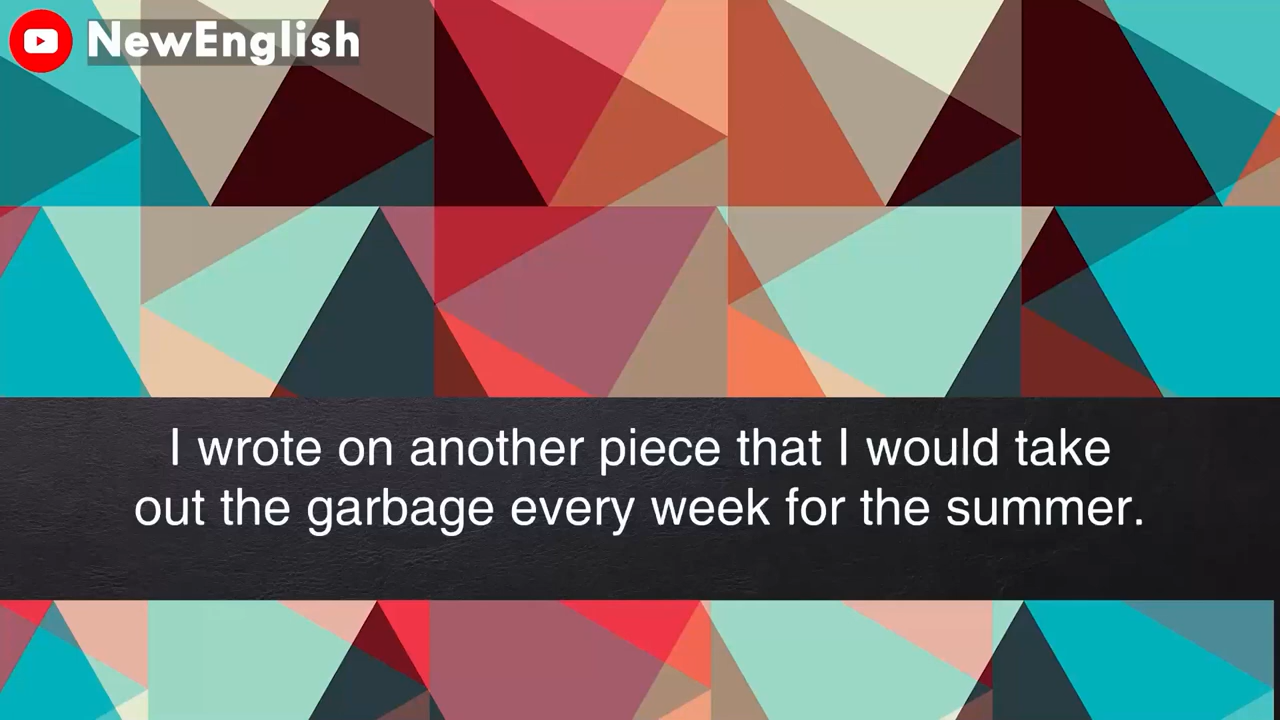 NewEnglish
I wrote on another piece that I would take
out the garbage every week for the summer.